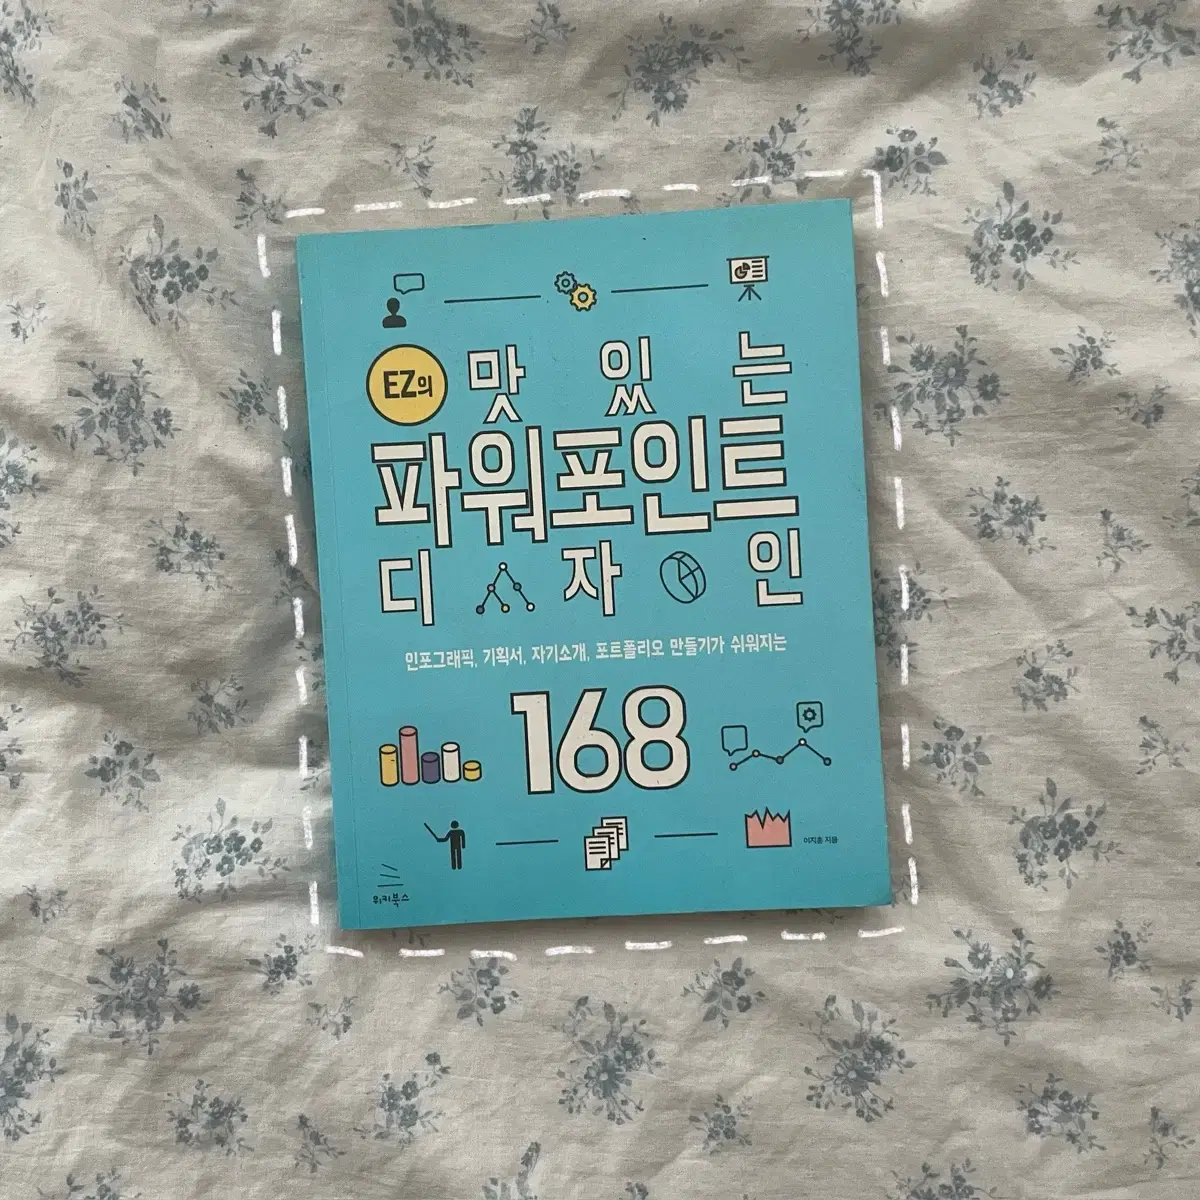 EZ의 맛있는
파워포인트
디자인
인포그래픽, 기획서, 자기소개, 포트폴리오 만들기가 쉬워지는
168
이지훈 지음
위키북스